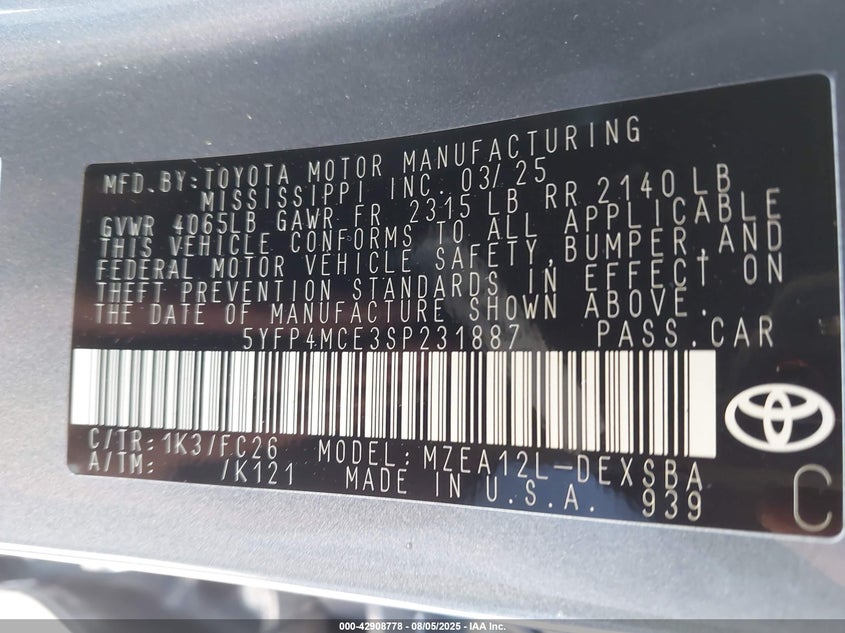 MFD.BY:TOYOTA MOTOR MANUFACTURING
MISSISSIPPI INC. 03/25
GVWR 4065LB GAWR FR 2315 LB RR 2140 LB
THIS VEHICLE CONFORMS TO ALL APPLICABLE
FEDERAL MOTOR VEHICLE SAFETY,BUMPER,AND
THEFT PREVENTION STANDARDS IN EFFECT ON
THE DATE OF MANUFACTURE SHOWN ABOVE.
5YFP4MCE3SP231887 PASS.CAR
C/TR:1K3/FC26 MODEL:MZEA12L-DEXSBA
A/TM: /K121 MADE IN U.S.A. 939
C
000-42908778 - 08/05/2025 - IAA Inc.